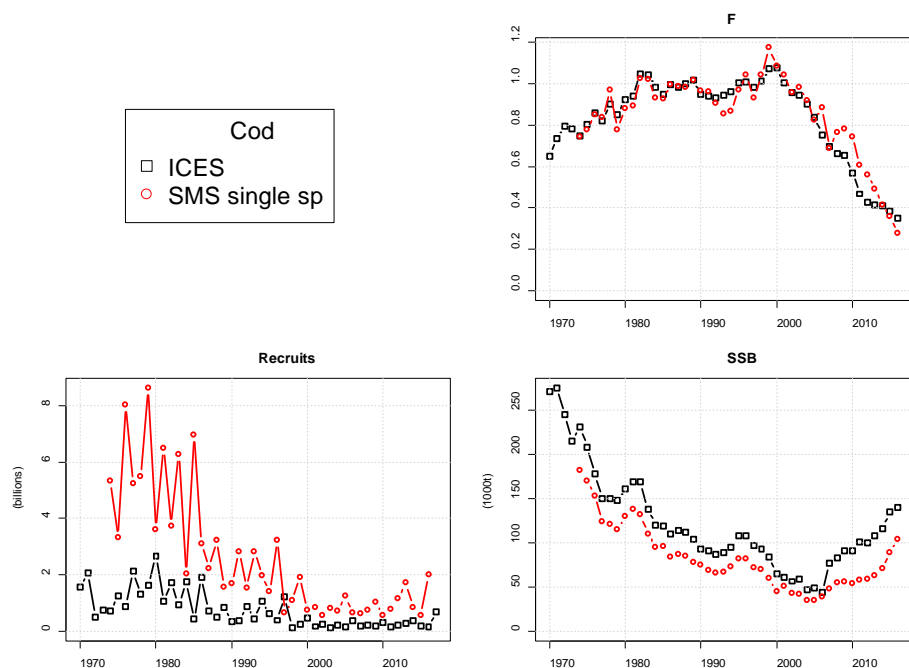 F
Cod
ICES
SMS single sp
0.0 0.2 0.4 0.6 0.8 1.0 1.2
1970 1980 1990 2000 2010
Recruits
(billions)
0 2 4 6 8
1970 1980 1990 2000 2010
SSB
(1000t)
0 50 100 150 200 250
1970 1980 1990 2000 2010